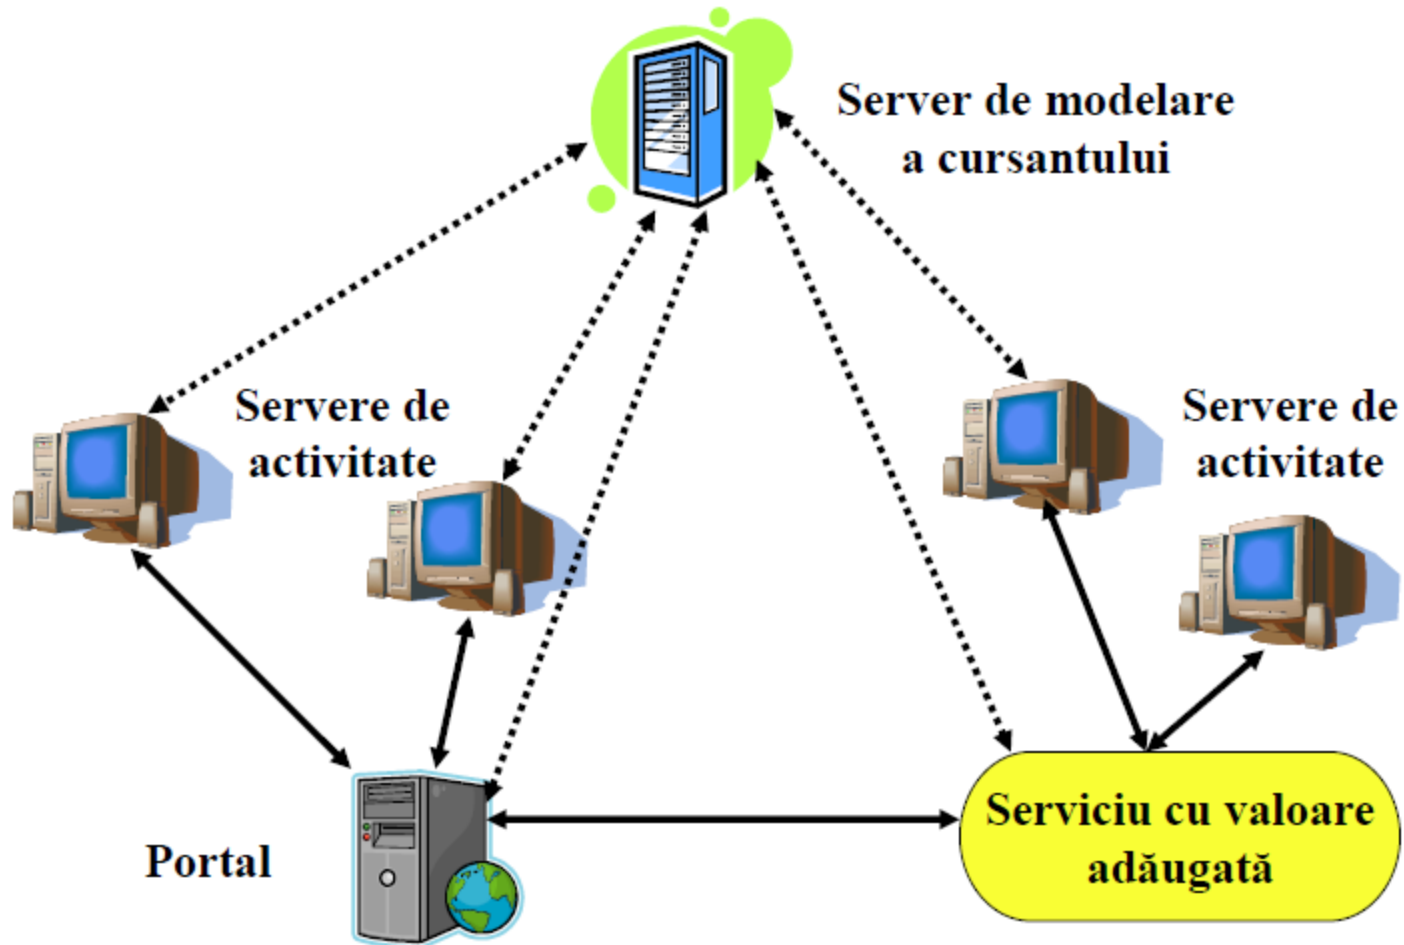 Server de modelare
a cursantului
Servere de
activitate
Servere de
activitate
Portal
Serviciu cu valoare
adăugată